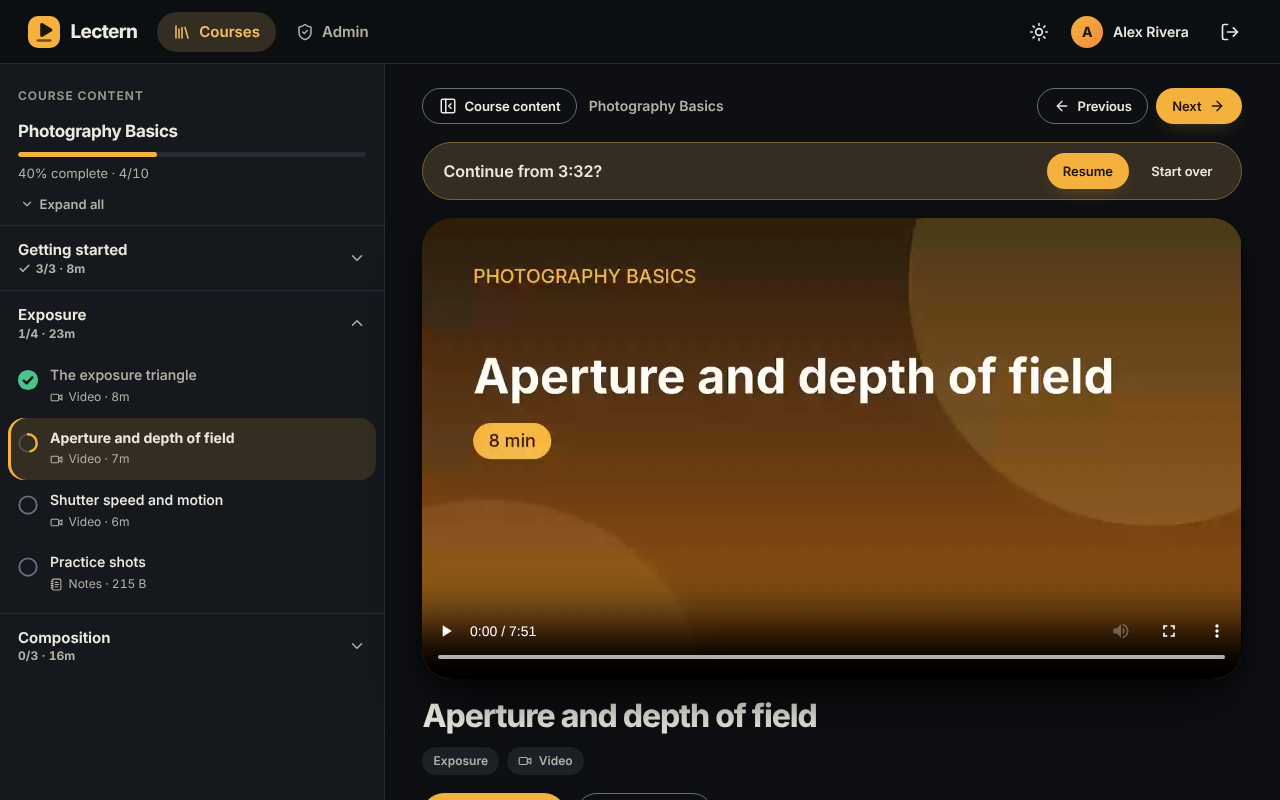 Lectern
Courses
Admin
A
Alex Rivera
COURSE CONTENT
Photography Basics
40% complete · 4/10
Expand all
Getting started
3/3 · 8m
Exposure
1/4 · 23m
The exposure triangle
Video · 8m
Aperture and depth of field
Video · 7m
Shutter speed and motion
Video · 6m
Practice shots
Notes · 215 B
Composition
0/3 · 16m
Course content
Photography Basics
Previous
Next
Continue from 3:32?
Resume
Start over
PHOTOGRAPHY BASICS
Aperture and depth of field
8 min
0:00 / 7:51
Aperture and depth of field
Exposure
Video